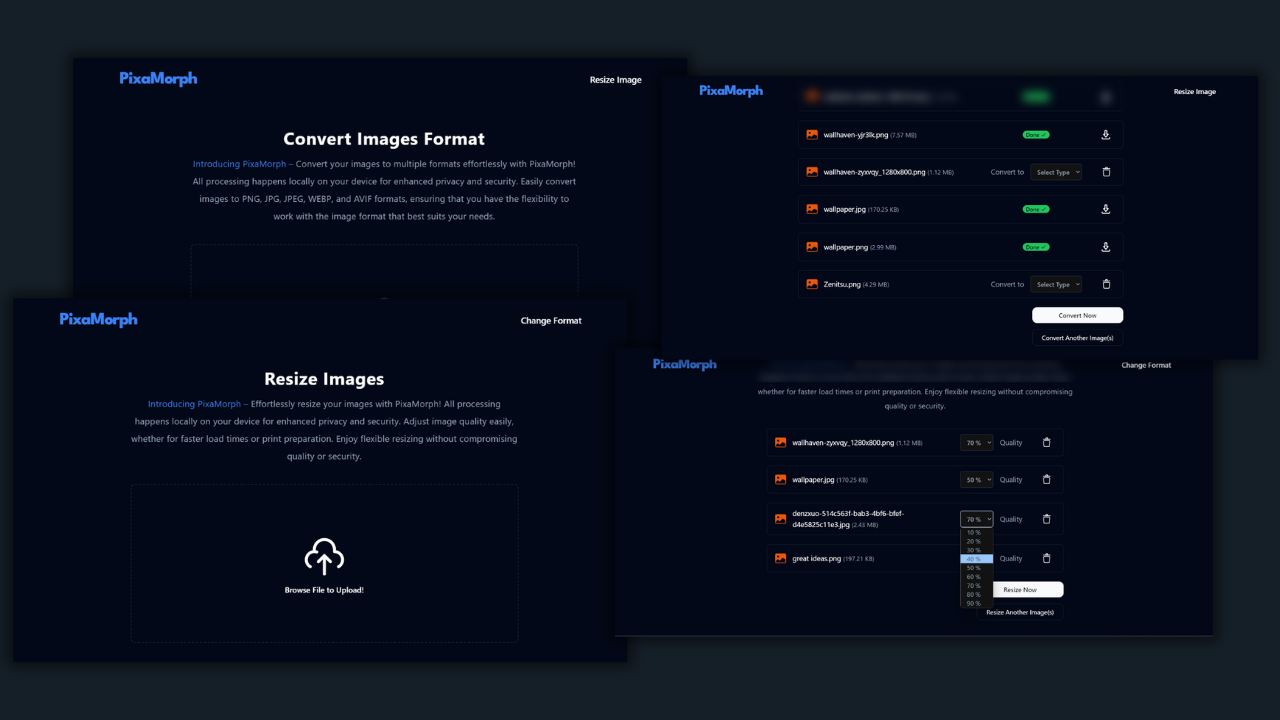 PixaMorph
Resize Image
Convert Images Format
Introducing PixaMorph – Convert your images to multiple formats effortlessly with PixaMorph!
All processing happens locally on your device for enhanced privacy and security. Easily convert
images to PNG, JPG, JPEG, WEBP, and AVIF formats, ensuring that you have the flexibility to
work with the image format that best suits your needs.
PixaMorph
Resize Image
wallhaven-yjr3lk.png (7.57 MB)
Done ✓
wallhaven-zyxvqy_1280x800.png (1.12 MB)
Convert to
Select Type
wallpaper.jpg (170.25 KB)
Done ✓
wallpaper.png (2.99 MB)
Done ✓
Zenitsu.png (4.29 MB)
Convert to
Select Type
Convert Now
Convert Another Image(s)
PixaMorph
Change Format
Resize Images
Introducing PixaMorph – Effortlessly resize your images with PixaMorph! All processing
happens locally on your device for enhanced privacy and security. Adjust image quality easily,
whether for faster load times or print preparation. Enjoy flexible resizing without compromising
quality or security.
Browse File to Upload!
PixaMorph
Change Format
whether for faster load times or print preparation. Enjoy flexible resizing without compromising
quality or security.
wallhaven-zyxvqy_1280x800.png (1.12 MB)
70 %
Quality
wallpaper.jpg (170.25 KB)
50 %
Quality
denzxuo-514c563f-bab3-4bf6-bfef-
d4e5825c11e3.jpg (2.43 MB)
70 %
Quality
10 %
20 %
30 %
40 %
50 %
60 %
70 %
80 %
90 %
great ideas.png (197.21 KB)
Quality
Resize Now
Resize Another Image(s)